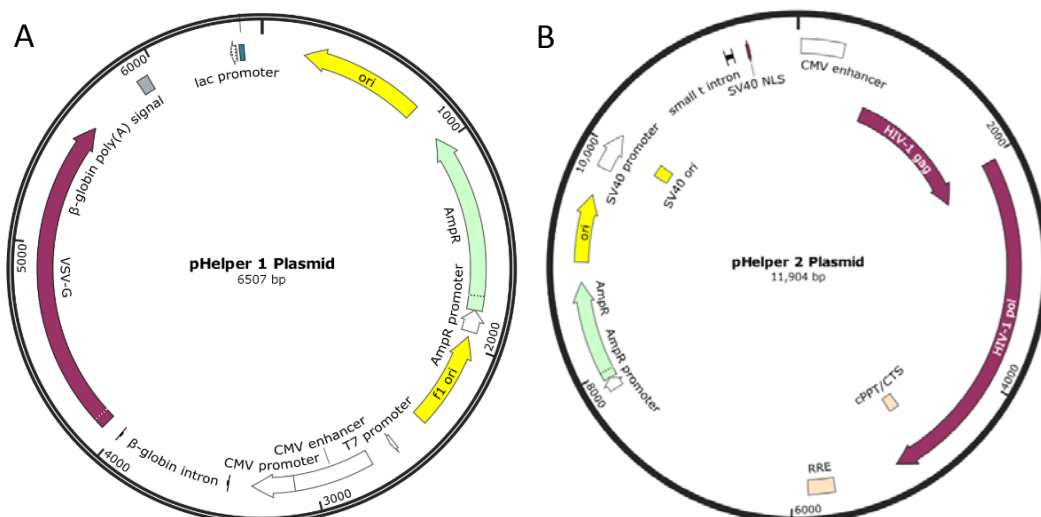 A
6000
lac promoter
ori
1000
β-globin poly(A) signal
AmpR
5000
VSV-G
pHelper 1 Plasmid
6507 bp
AmpR promoter
2000
f1 ori
T7 promoter
CMV enhancer
CMV promoter
β-globin intron
4000
3000
B
small t intron
SV40 NLS
CMV enhancer
10,000
SV40 promoter
SV40 ori
HIV-1 gag
2000
ori
pHelper 2 Plasmid
11,904 bp
AmpR
AmpR promoter
8000
HIV-1 pol
cPPT/CTS
4000
RRE
6000